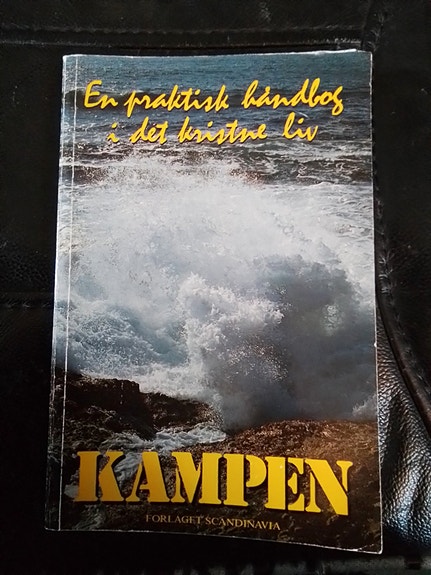 En praktisk håndbog
i det kristne liv
KAMPEN
FORLAGET SCANDINAVIA